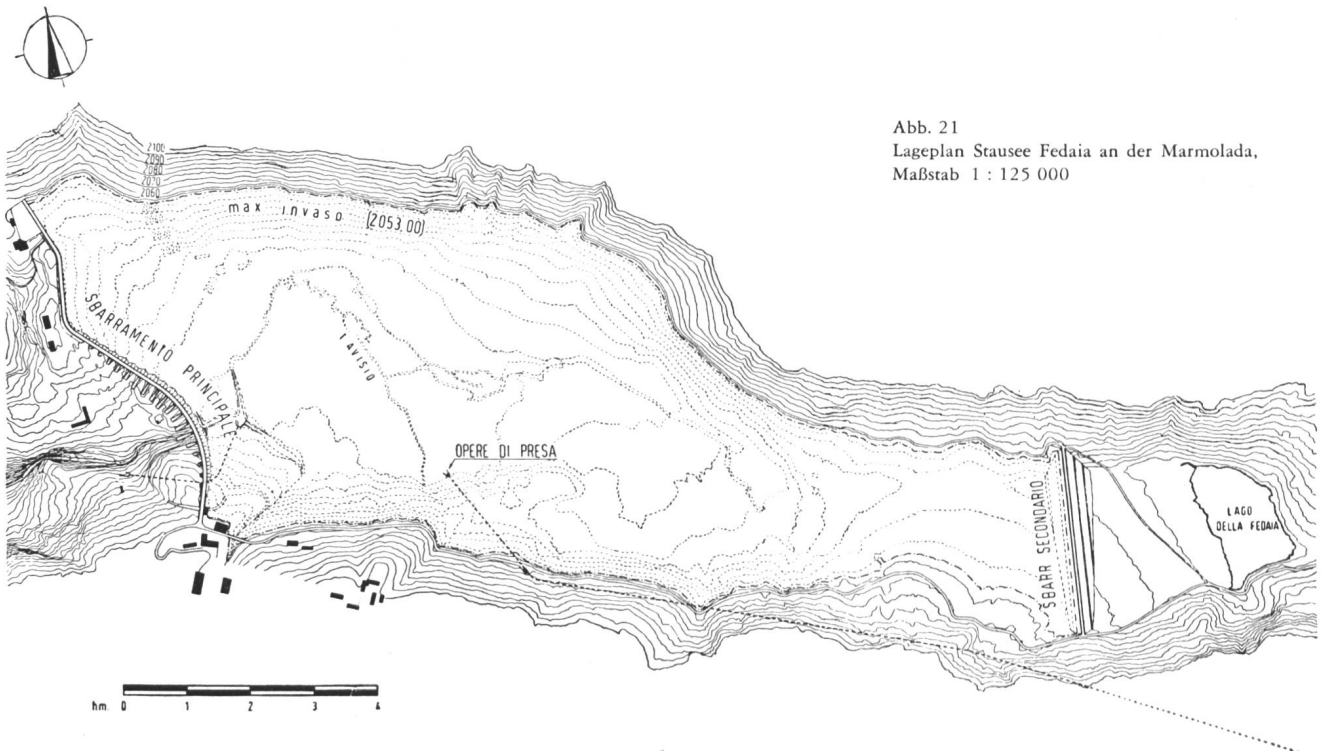 Abb. 21
Lageplan Stausee Fedaia an der Marmolada,
Maßstab 1 : 125 000
2100
2090
2080
2070
2060
max invaso (2053.00)
SBARRAMENTO PRINCIPALE
T AVISIO
OPERE DI PRESA
SBARR SECONDARIO
LAGO
DELLA FEDAIA
hm. 0 1 2 3 4